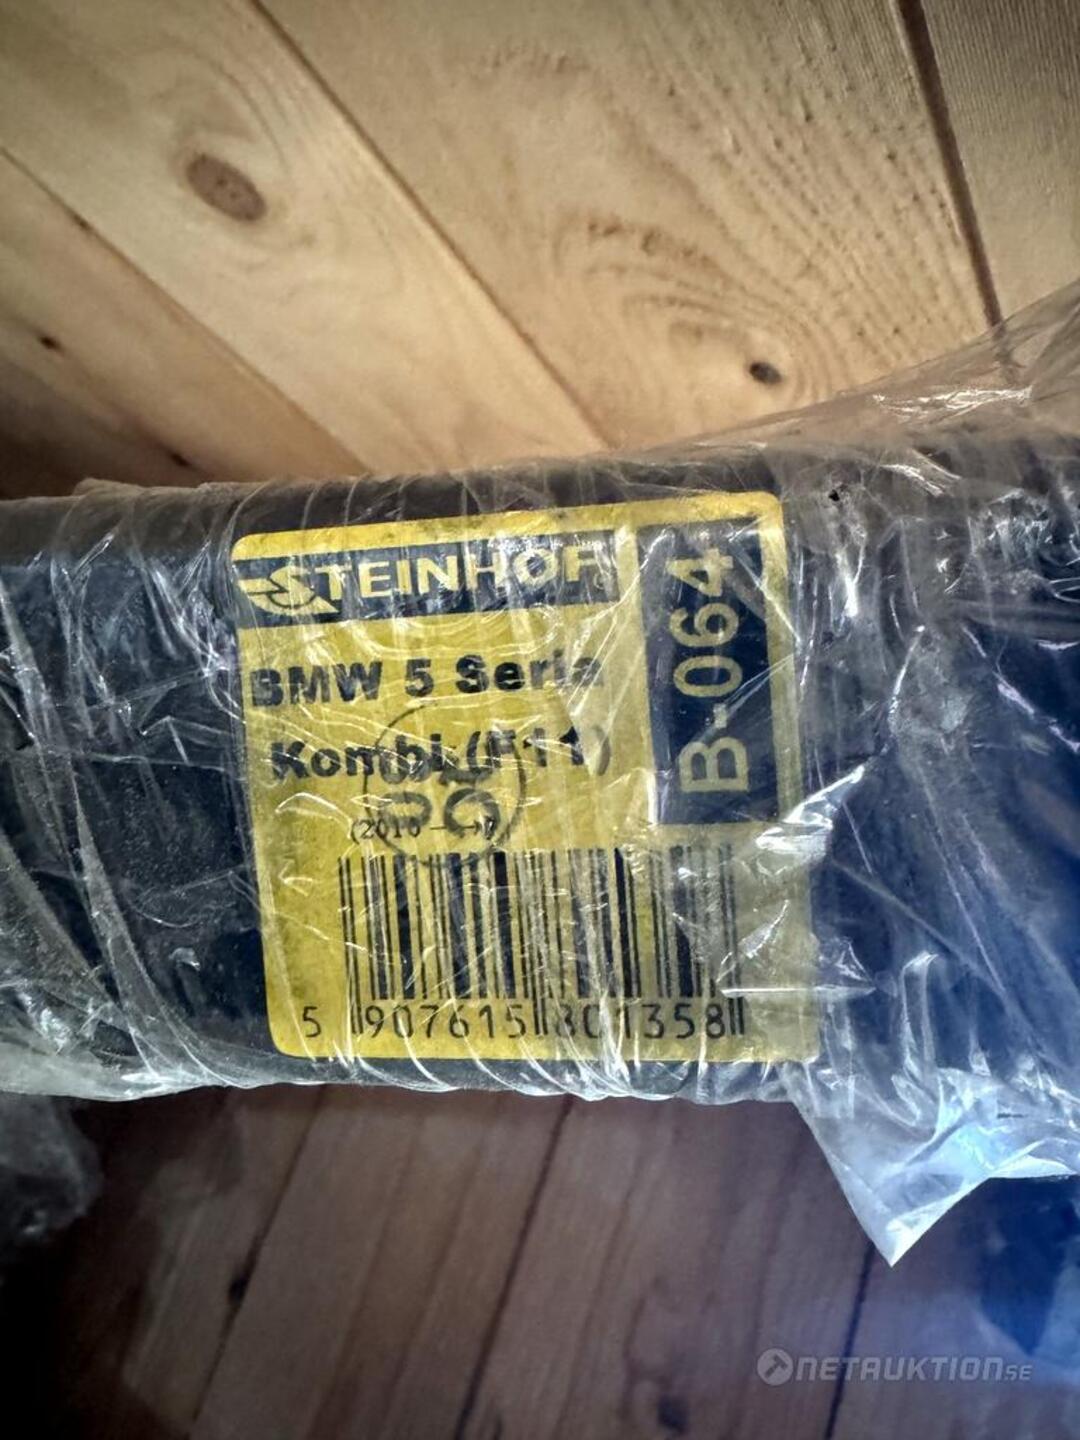 STEINHOF
B-064
BMW 5 Seria
Kombi (F11)
(2010
5 907615 801358
NETAUKTION.SE